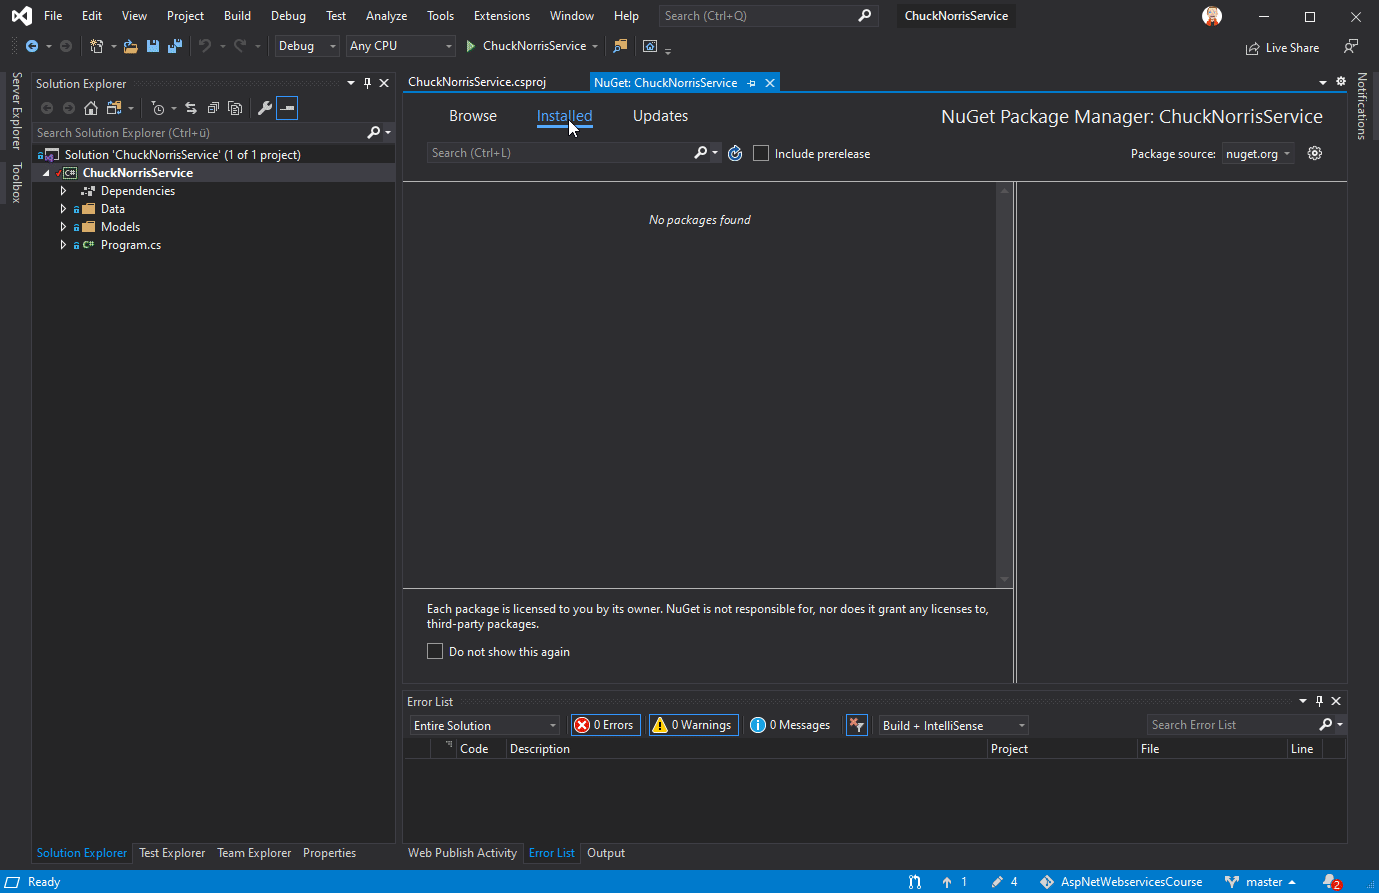 File Edit View Project Build Debug Test Analyze Tools Extensions Window Help Search (Ctrl+Q) ChuckNorrisService
Debug Any CPU ChuckNorrisService Live Share
Server Explorer
Toolbox
Solution Explorer
Search Solution Explorer (Ctrl+ü)
Solution 'ChuckNorrisService' (1 of 1 project)
C# ChuckNorrisService
Dependencies
Data
Models
C# Program.cs
Solution Explorer Test Explorer Team Explorer Properties
ChuckNorrisService.csproj NuGet: ChuckNorrisService
Browse Installed Updates NuGet Package Manager: ChuckNorrisService
Search (Ctrl+L) Include prerelease Package source: nuget.org
No packages found
Each package is licensed to you by its owner. NuGet is not responsible for, nor does it grant any licenses to,
third-party packages.
Do not show this again
Notifications
Error List
Entire Solution 0 Errors 0 Warnings 0 Messages Build + IntelliSense Search Error List
Code Description Project File Line
Web Publish Activity Error List Output
Ready 1 4 AspNetWebservicesCourse master 2